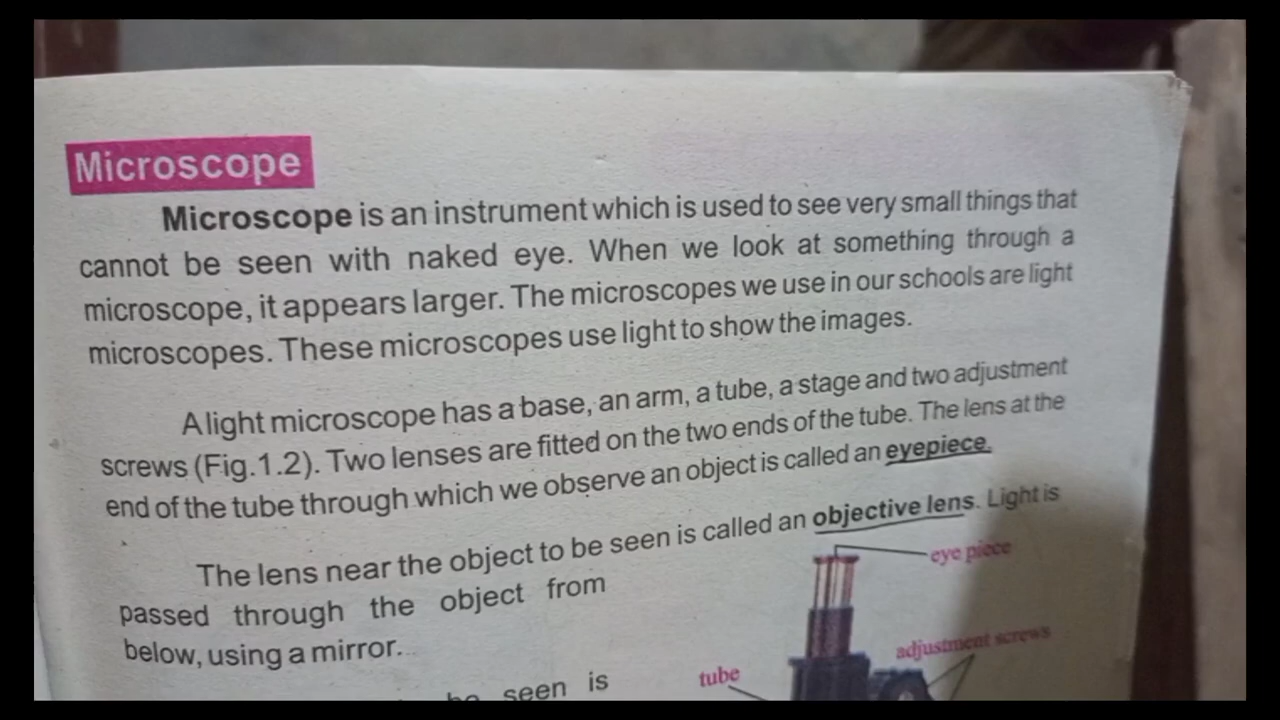 Microscope
Microscope is an instrument which is used to see very small things that
cannot be seen with naked eye. When we look at something through a
microscope, it appears larger. The microscopes we use in our schools are light
microscopes. These microscopes use light to show the images.
A light microscope has a base, an arm, a tube, a stage and two adjustment
screws (Fig.1.2). Two lenses are fitted on the two ends of the tube. The lens at the
end of the tube through which we observe an object is called an eyepiece.
The lens near the object to be seen is called an objective lens. Light is
passed through the object from
below, using a mirror.
seen is
eye piece
adjustment screws
tube